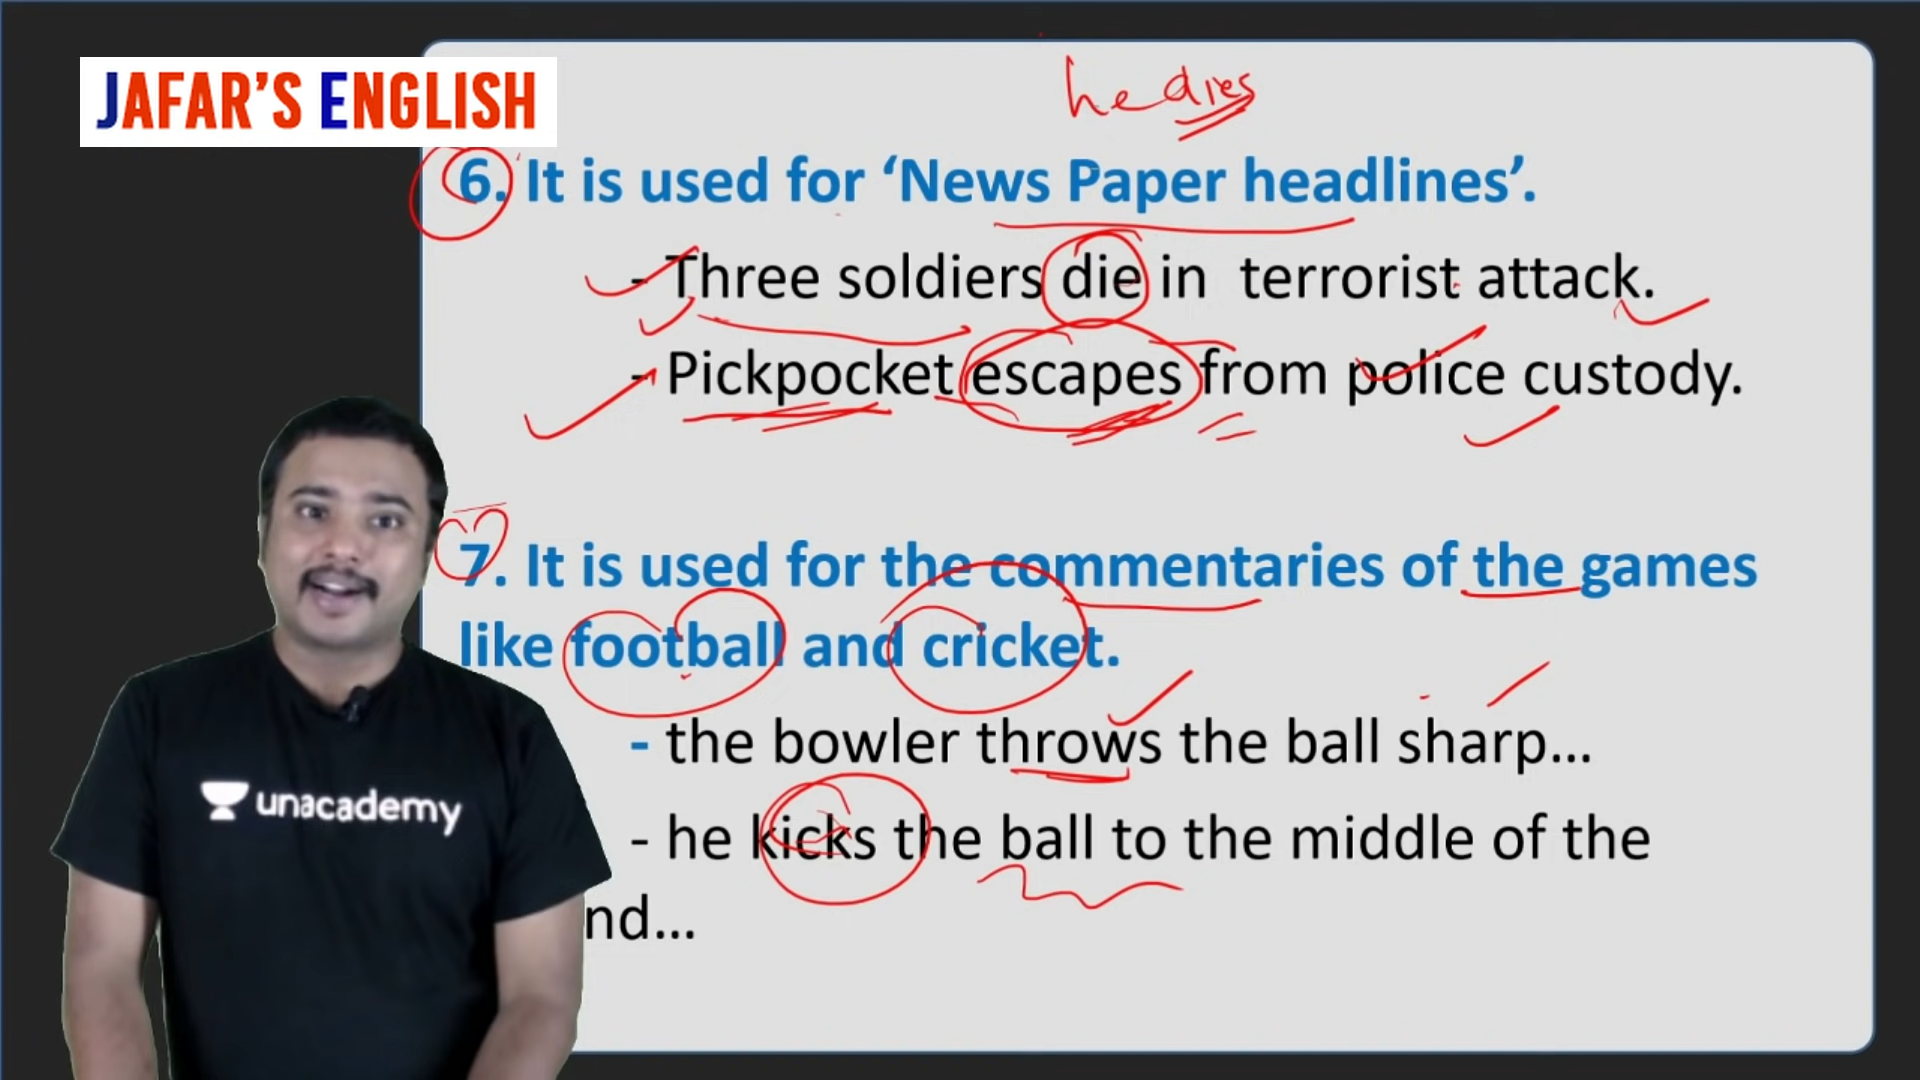 JAFAR'S ENGLISH
he dies
6. It is used for ‘News Paper headlines’.
- Three soldiers die in terrorist attack.
- Pickpocket escapes from police custody.
7. It is used for the commentaries of the games
like football and cricket.
- the bowler throws the ball sharp...
- he kicks the ball to the middle of the
nd...
unacademy